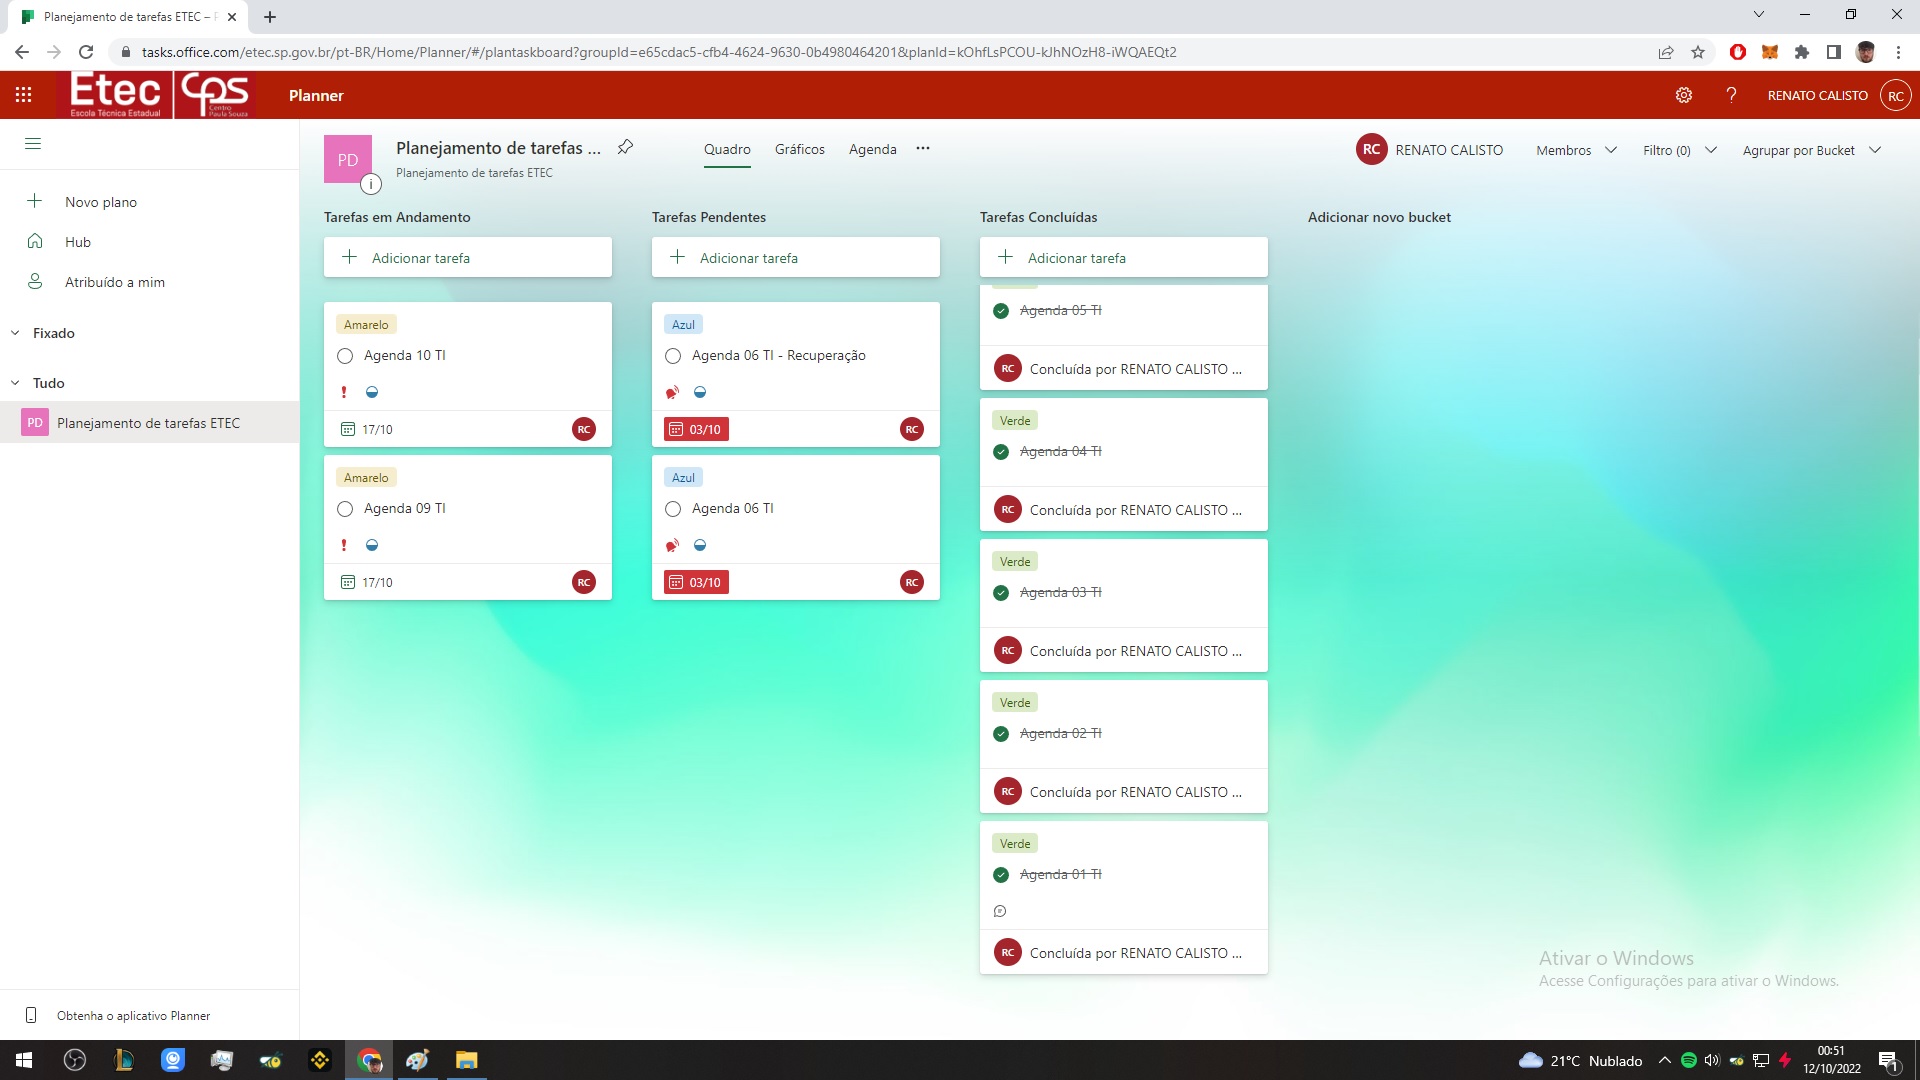 Planejamento de tarefas ETEC –
tasks.office.com/etec.sp.gov.br/pt-BR/Home/Planner/#/plantaskboard?groupId=e65cdac5-cfb4-4624-9630-0b4980464201&planId=kOhfLsPCOU-kJhNOzH8-iWQAEQt2
Etec
Escola Técnica Estadual
cps
Centro
Paula Souza
Planner
?
RENATO CALISTO
RC
PD
Planejamento de tarefas ...
Planejamento de tarefas ETEC
Quadro
Gráficos
Agenda
...
RC
RENATO CALISTO
Membros
Filtro (0)
Agrupar por Bucket
Novo plano
Hub
Atribuído a mim
Fixado
Tudo
PD
Planejamento de tarefas ETEC
Obtenha o aplicativo Planner
Tarefas em Andamento
Adicionar tarefa
Amarelo
Agenda 10 TI
17/10
RC
Amarelo
Agenda 09 TI
17/10
RC
Tarefas Pendentes
Adicionar tarefa
Azul
Agenda 06 TI - Recuperação
03/10
RC
Azul
Agenda 06 TI
03/10
RC
Tarefas Concluídas
Adicionar tarefa
Agenda 05 TI
RC
Concluída por RENATO CALISTO ...
Verde
Agenda 04 TI
RC
Concluída por RENATO CALISTO ...
Verde
Agenda 03 TI
RC
Concluída por RENATO CALISTO ...
Verde
Agenda 02 TI
RC
Concluída por RENATO CALISTO ...
Verde
Agenda 01 TI
RC
Concluída por RENATO CALISTO ...
Adicionar novo bucket
Ativar o Windows
Acesse Configurações para ativar o Windows.
21°C Nublado
00:51
12/10/2022
1